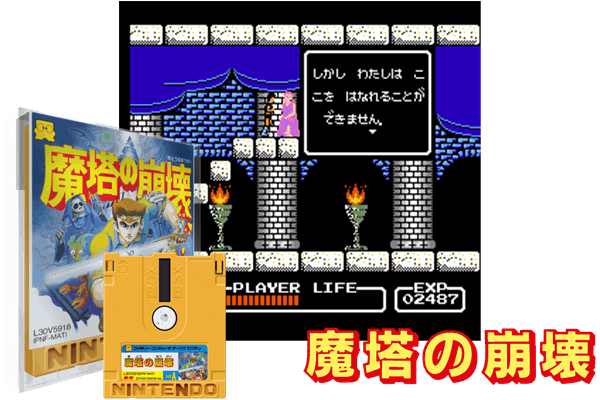 しかし　わたしは　こ
こを　はなれることが
できません。
-PLAYER LIFE-
EXP
02487
魔塔の崩壊
L30V5918
(PNF-MAT)
NINTENDO
魔塔の崩壊
NINTENDO
魔塔の崩壊